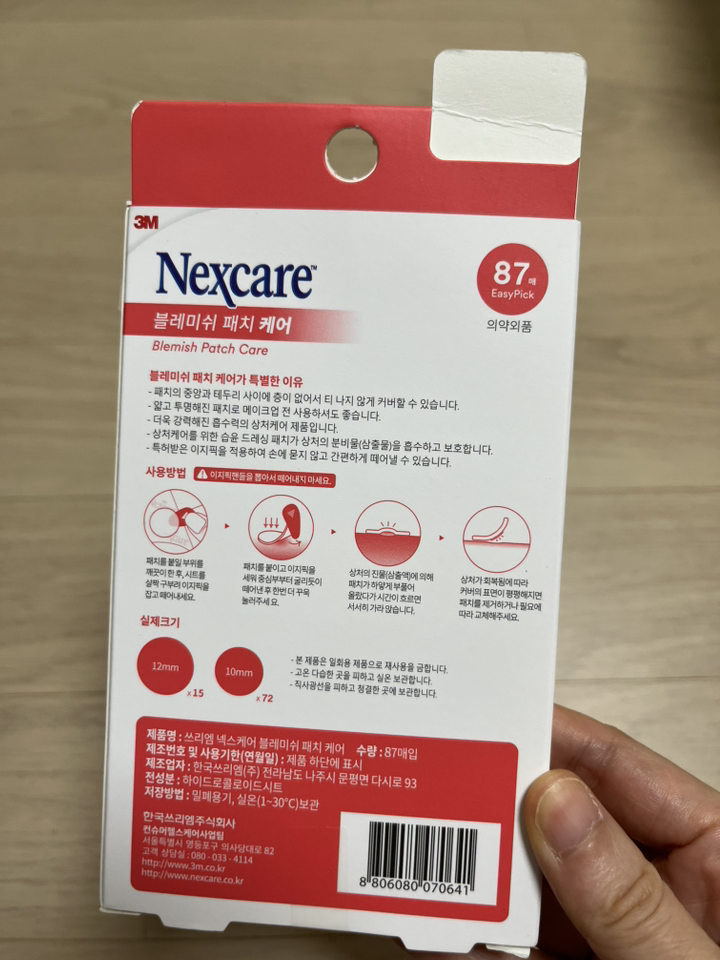 3M
Nexcare™
87매
EasyPick
의약외품
블레미쉬 패치 케어
Blemish Patch Care
블레미쉬 패치 케어가 특별한 이유
- 패치의 중앙과 테두리 사이에 층이 없어서 티 나지 않게 커버할 수 있습니다.
- 얇고 투명해진 패치로 메이크업 전 사용하셔도 좋습니다.
- 더욱 강력해진 흡수력의 상처케어 제품입니다.
- 상처케어를 위한 습윤 드레싱 패치가 상처의 분비물(삼출물)을 흡수하고 보호합니다.
- 특허받은 이지픽을 적용하여 손에 묻지 않고 간편하게 떼어낼 수 있습니다.
사용방법
이지픽핸들을 뽑아서 떼어내지 마세요.
패치를 붙일 부위를
깨끗이 한 후, 시트를
살짝 구부려 이지픽을
잡고 떼어내세요.
패치를 붙이고 이지픽을
세워 중심부부터 굴리듯이
떼어낸 후 한번 더 꾸욱
눌러주세 요.
상처의 진물(삼출액)에 의해
패치가 하얗게 부풀어
올랐다가 시간이 흐르면
서서히 가라 앉습니다.
상처가 회복됨에 따라
커버의 표면이 평평해지면
패치를 제거하거나 필요에
따라 교체해주세요.
실제크기
12mm
x 15
10mm
x 72
- 본 제품은 일회용 제품으로 재사용을 금합니다.
- 고온 다습한 곳을 피하고 실온 보관합니다.
- 직사광선을 피하고 청결한 곳에 보관합니다.
제품명 : 쓰리엠 넥스케어 블레미쉬 패치 케어 수량 : 87매입
제조번호 및 사용기한(연월일) : 제품 하단에 표시
제조업자 : 한국쓰리엠(주) 전라남도 나주시 문평면 다시로 93
전성분 : 하이드로콜로이드시트
저장방법 : 밀폐용기, 실온(1~30℃)보관
한국쓰리엠주식회사
컨슈머헬스케어사업팀
서울특별시 영등포구 의사당대로 82
고객 상담실 : 080 - 033 - 4114
http://www.3m.co.kr
http://www.nexcare.co.kr
8 806080 070641